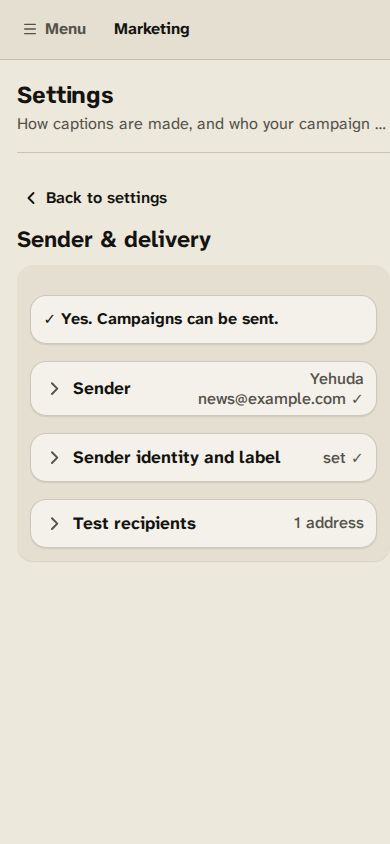 Menu Marketing
Settings
How captions are made, and who your campaign ...
Back to settings
Sender & delivery
✓ Yes. Campaigns can be sent.
Sender
Yehuda
news@example.com ✓
Sender identity and label set ✓
Test recipients 1 address